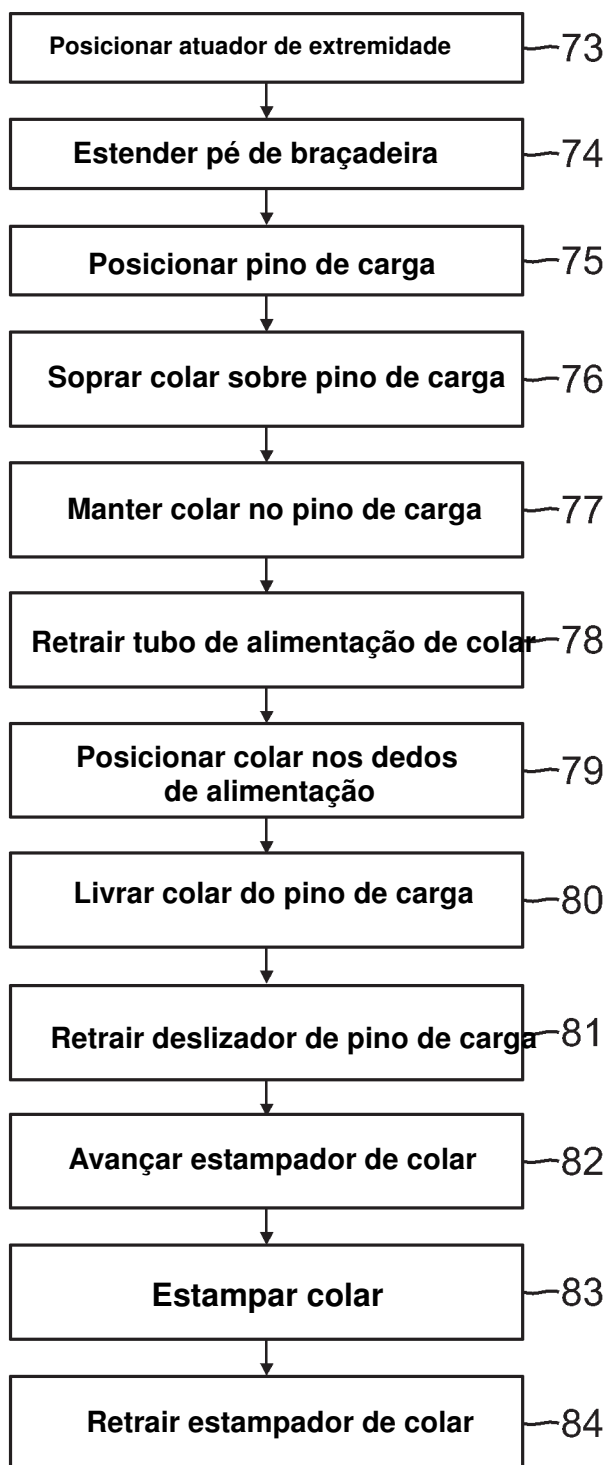 Posicionar atuador de extremidade 73
Estender pé de braçadeira 74
Posicionar pino de carga 75
Soprar colar sobre pino de carga 76
Manter colar no pino de carga 77
Retrair tubo de alimentação de colar 78
Posicionar colar nos dedos
de alimentação 79
Livrar colar do pino de carga 80
Retrair deslizador de pino de carga 81
Avançar estampador de colar 82
Estampar colar 83
Retrair estampador de colar 84